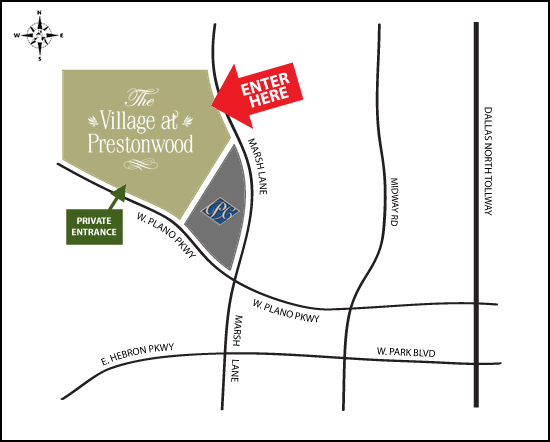 N
W E
S
The
Village at
Prestonwood
ENTER
HERE
MARSH LANE
DALLAS NORTH TOLLWAY
MIDWAY RD
PRIVATE
ENTRANCE
W. PLANO PKWY
W. PLANO PKWY
MARSH
LANE
E. HEBRON PKWY
W. PARK BLVD